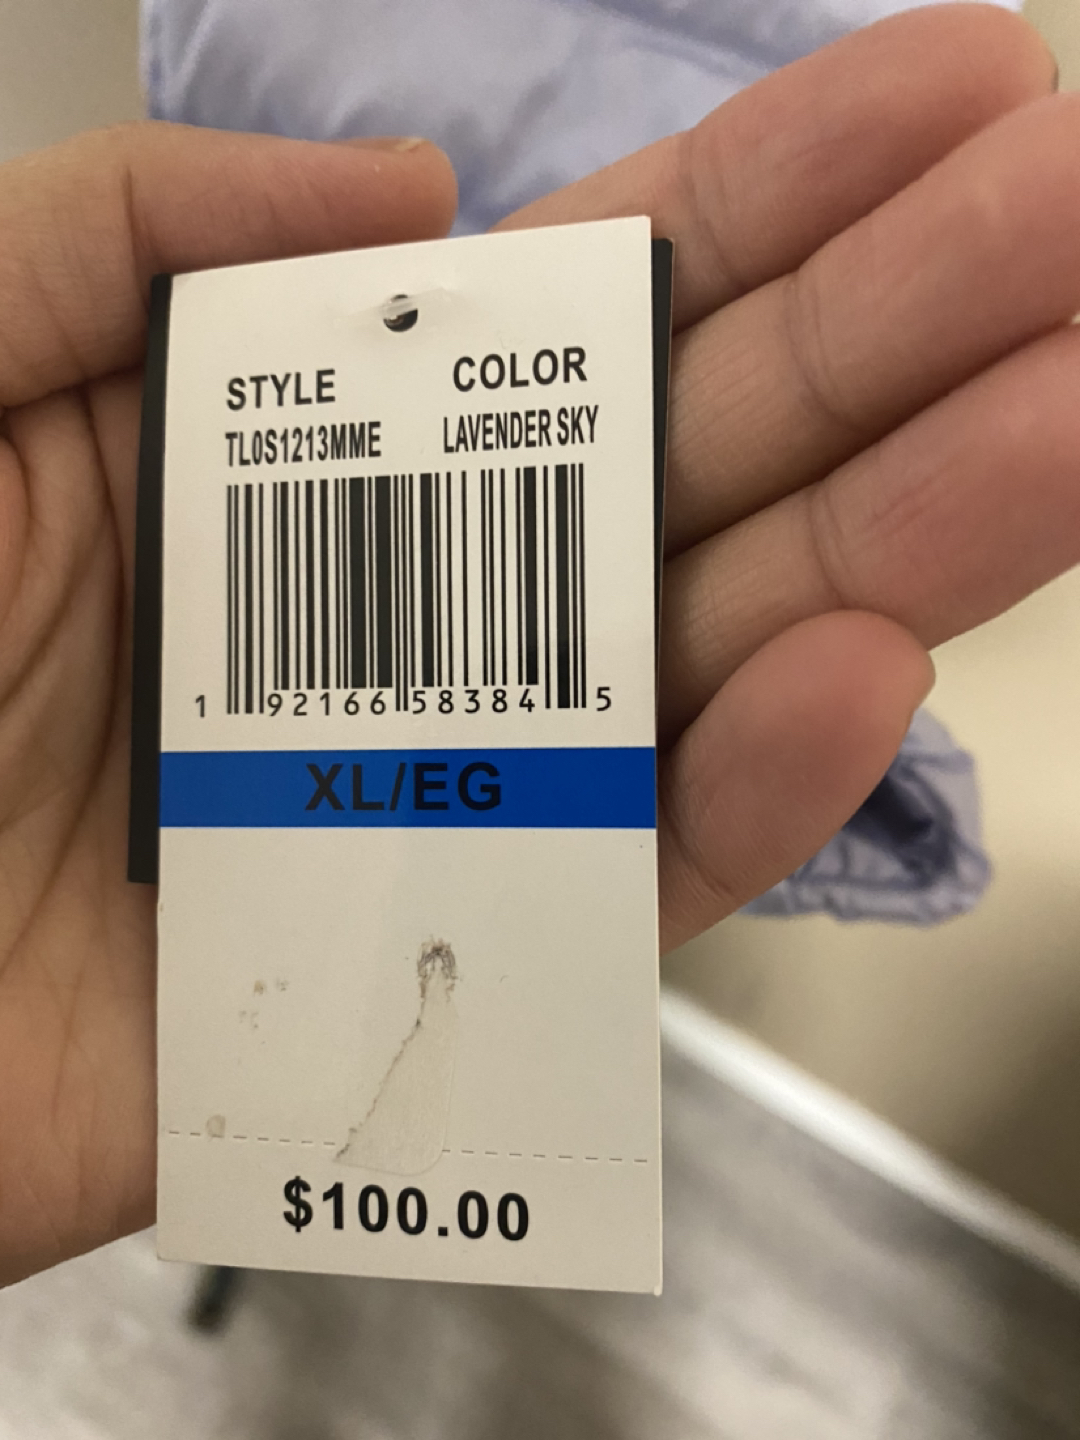 STYLE COLOR
TL0S1213MME LAVENDER SKY
1 92166 58384 5
XL/EG
$100.00